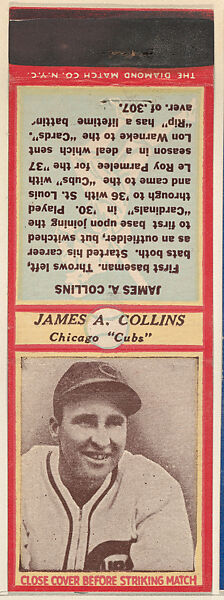 THE DIAMOND MATCH CO. N.Y.C.
JAMES A. COLLINS
First baseman. Throws left,
bats both. Started his career
as an outfielder, but switched
to first base upon joining the
"Cardinals" in '30. Played
through to '36 with St. Louis
and came to the "Cubs" with
Le Roy Parmelee for the "37
season in a deal which sent
Lon Warneke to the "Cards".
"Rip" has a lifetime battin'
aver. of .307.
JAMES A. COLLINS
Chicago "Cubs"
CLOSE COVER BEFORE STRIKING MATCH